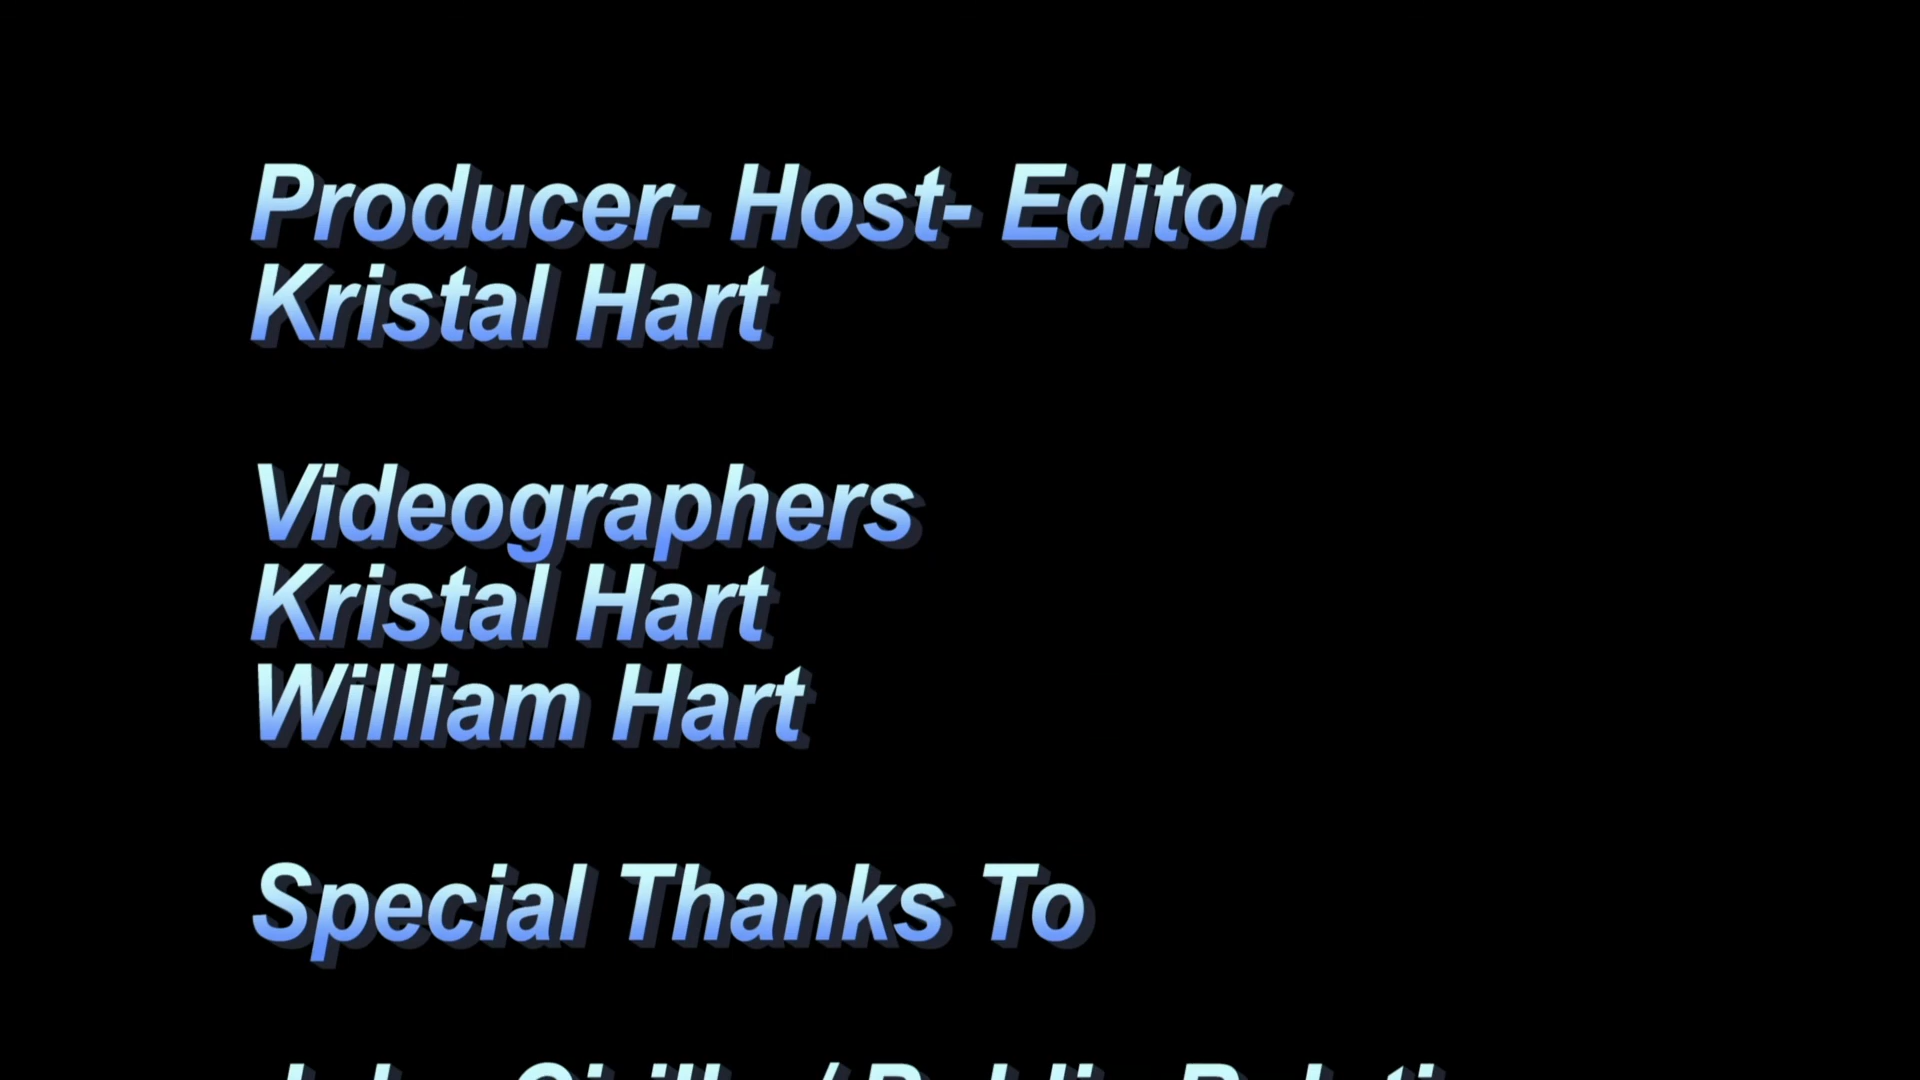 Producer- Host- Editor
Kristal Hart
Videographers
Kristal Hart
William Hart
Special Thanks To